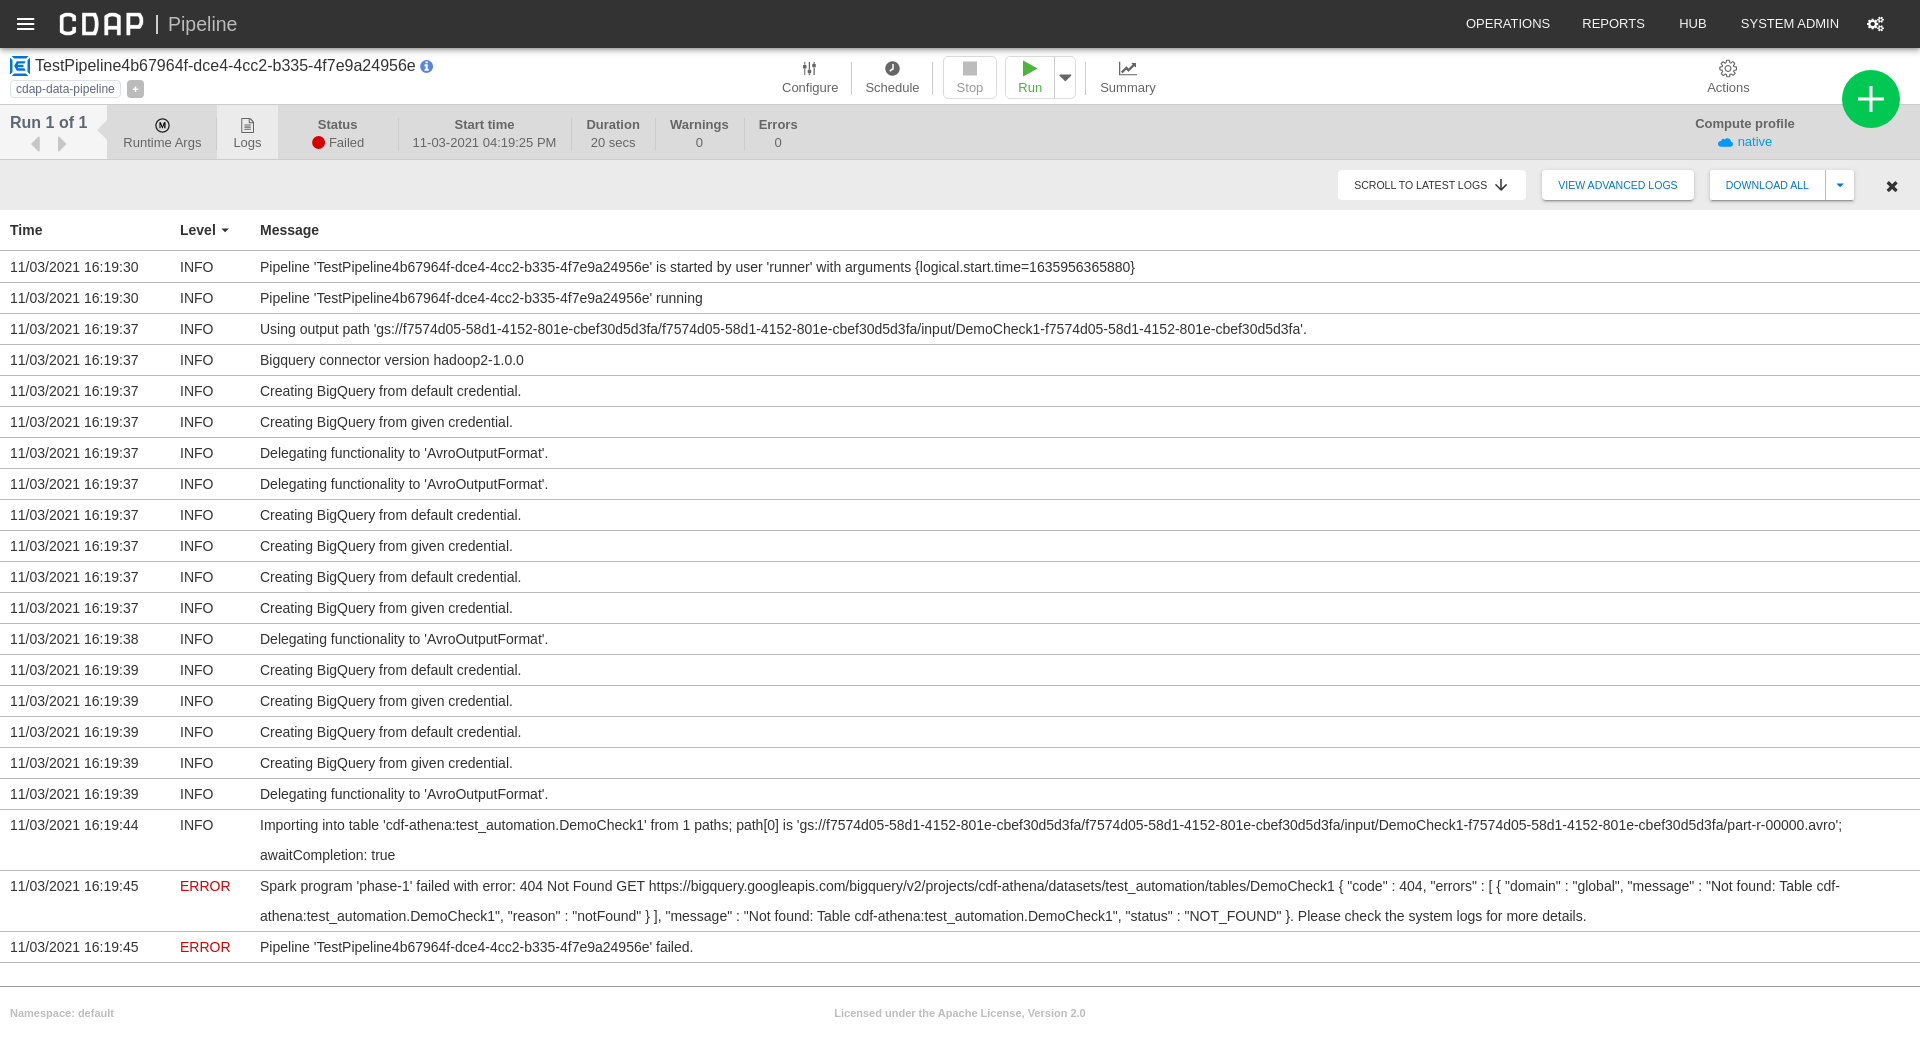 CDAP | Pipeline
OPERATIONS REPORTS HUB SYSTEM ADMIN
TestPipeline4b67964f-dce4-4cc2-b335-4f7e9a24956e
cdap-data-pipeline +
Configure Schedule Stop Run Summary Actions
Run 1 of 1
Runtime Args Logs
Status Start time Duration Warnings Errors Compute profile
Failed 11-03-2021 04:19:25 PM 20 secs 0 0 native
SCROLL TO LATEST LOGS VIEW ADVANCED LOGS DOWNLOAD ALL
Time Level Message
11/03/2021 16:19:30 INFO Pipeline 'TestPipeline4b67964f-dce4-4cc2-b335-4f7e9a24956e' is started by user 'runner' with arguments {logical.start.time=1635956365880}
11/03/2021 16:19:30 INFO Pipeline 'TestPipeline4b67964f-dce4-4cc2-b335-4f7e9a24956e' running
11/03/2021 16:19:37 INFO Using output path 'gs://f7574d05-58d1-4152-801e-cbef30d5d3fa/f7574d05-58d1-4152-801e-cbef30d5d3fa/input/DemoCheck1-f7574d05-58d1-4152-801e-cbef30d5d3fa'.
11/03/2021 16:19:37 INFO Bigquery connector version hadoop2-1.0.0
11/03/2021 16:19:37 INFO Creating BigQuery from default credential.
11/03/2021 16:19:37 INFO Creating BigQuery from given credential.
11/03/2021 16:19:37 INFO Delegating functionality to 'AvroOutputFormat'.
11/03/2021 16:19:37 INFO Delegating functionality to 'AvroOutputFormat'.
11/03/2021 16:19:37 INFO Creating BigQuery from default credential.
11/03/2021 16:19:37 INFO Creating BigQuery from given credential.
11/03/2021 16:19:37 INFO Creating BigQuery from default credential.
11/03/2021 16:19:37 INFO Creating BigQuery from given credential.
11/03/2021 16:19:38 INFO Delegating functionality to 'AvroOutputFormat'.
11/03/2021 16:19:39 INFO Creating BigQuery from default credential.
11/03/2021 16:19:39 INFO Creating BigQuery from given credential.
11/03/2021 16:19:39 INFO Creating BigQuery from default credential.
11/03/2021 16:19:39 INFO Creating BigQuery from given credential.
11/03/2021 16:19:39 INFO Delegating functionality to 'AvroOutputFormat'.
11/03/2021 16:19:44 INFO Importing into table 'cdf-athena:test_automation.DemoCheck1' from 1 paths; path[0] is 'gs://f7574d05-58d1-4152-801e-cbef30d5d3fa/f7574d05-58d1-4152-801e-cbef30d5d3fa/input/DemoCheck1-f7574d05-58d1-4152-801e-cbef30d5d3fa/part-r-00000.avro';
awaitCompletion: true
11/03/2021 16:19:45 ERROR Spark program 'phase-1' failed with error: 404 Not Found GET https://bigquery.googleapis.com/bigquery/v2/projects/cdf-athena/datasets/test_automation/tables/DemoCheck1 { "code" : 404, "errors" : [ { "domain" : "global", "message" : "Not found: Table cdf-
athena:test_automation.DemoCheck1", "reason" : "notFound" } ], "message" : "Not found: Table cdf-athena:test_automation.DemoCheck1", "status" : "NOT_FOUND" }. Please check the system logs for more details.
11/03/2021 16:19:45 ERROR Pipeline 'TestPipeline4b67964f-dce4-4cc2-b335-4f7e9a24956e' failed.
Namespace: default Licensed under the Apache License, Version 2.0